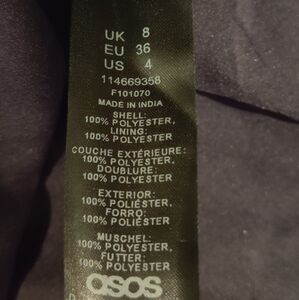 UK 8
EU 36
US 4
114669358
F101070
MADE IN INDIA
SHELL:
100% POLYESTER,
LINING:
100% POLYESTER
COUCHE EXTÉRIEURE:
100% POLYESTER,
DOUBLURE:
100% POLYESTER
EXTERIOR:
100% POLIÉSTER,
FORRO:
100% POLIÉSTER
MUSCHEL:
100% POLYESTER,
FUTTER:
100% POLYESTER
asos